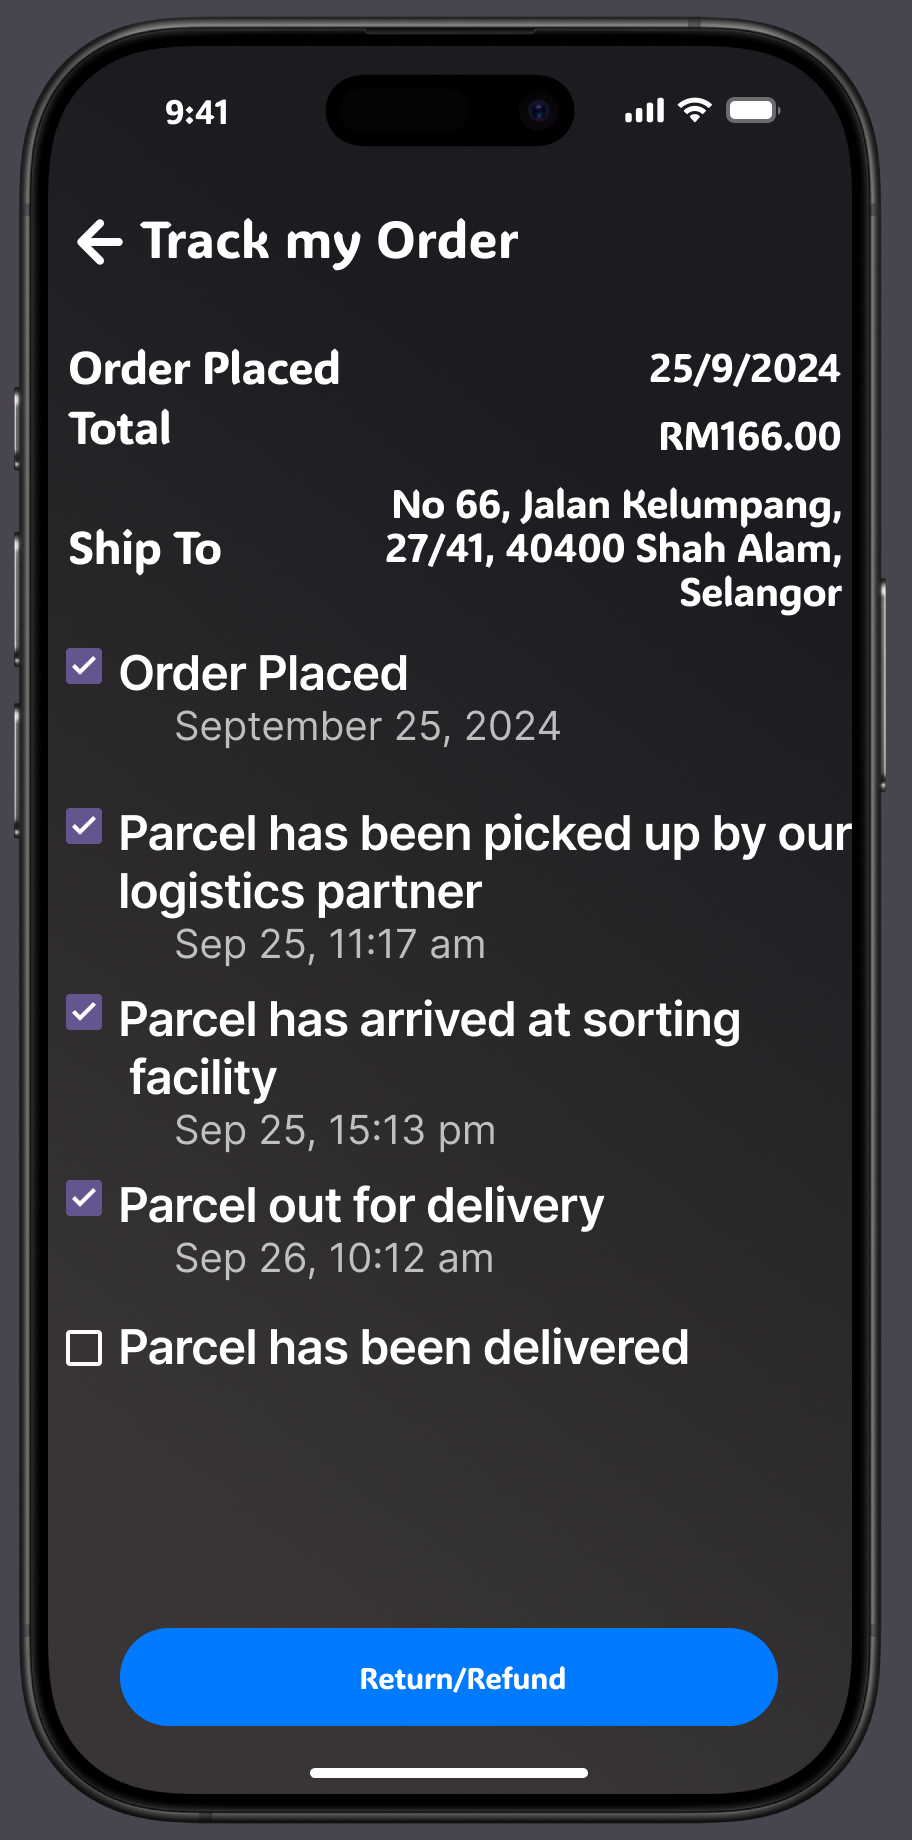 9:41
Track my Order
Order Placed 25/9/2024
Total RM166.00
Ship To No 66, Jalan Kelumpang,
27/41, 40400 Shah Alam,
Selangor
Order Placed
September 25, 2024
Parcel has been picked up by our
logistics partner
Sep 25, 11:17 am
Parcel has arrived at sorting
facility
Sep 25, 15:13 pm
Parcel out for delivery
Sep 26, 10:12 am
Parcel has been delivered
Return/Refund